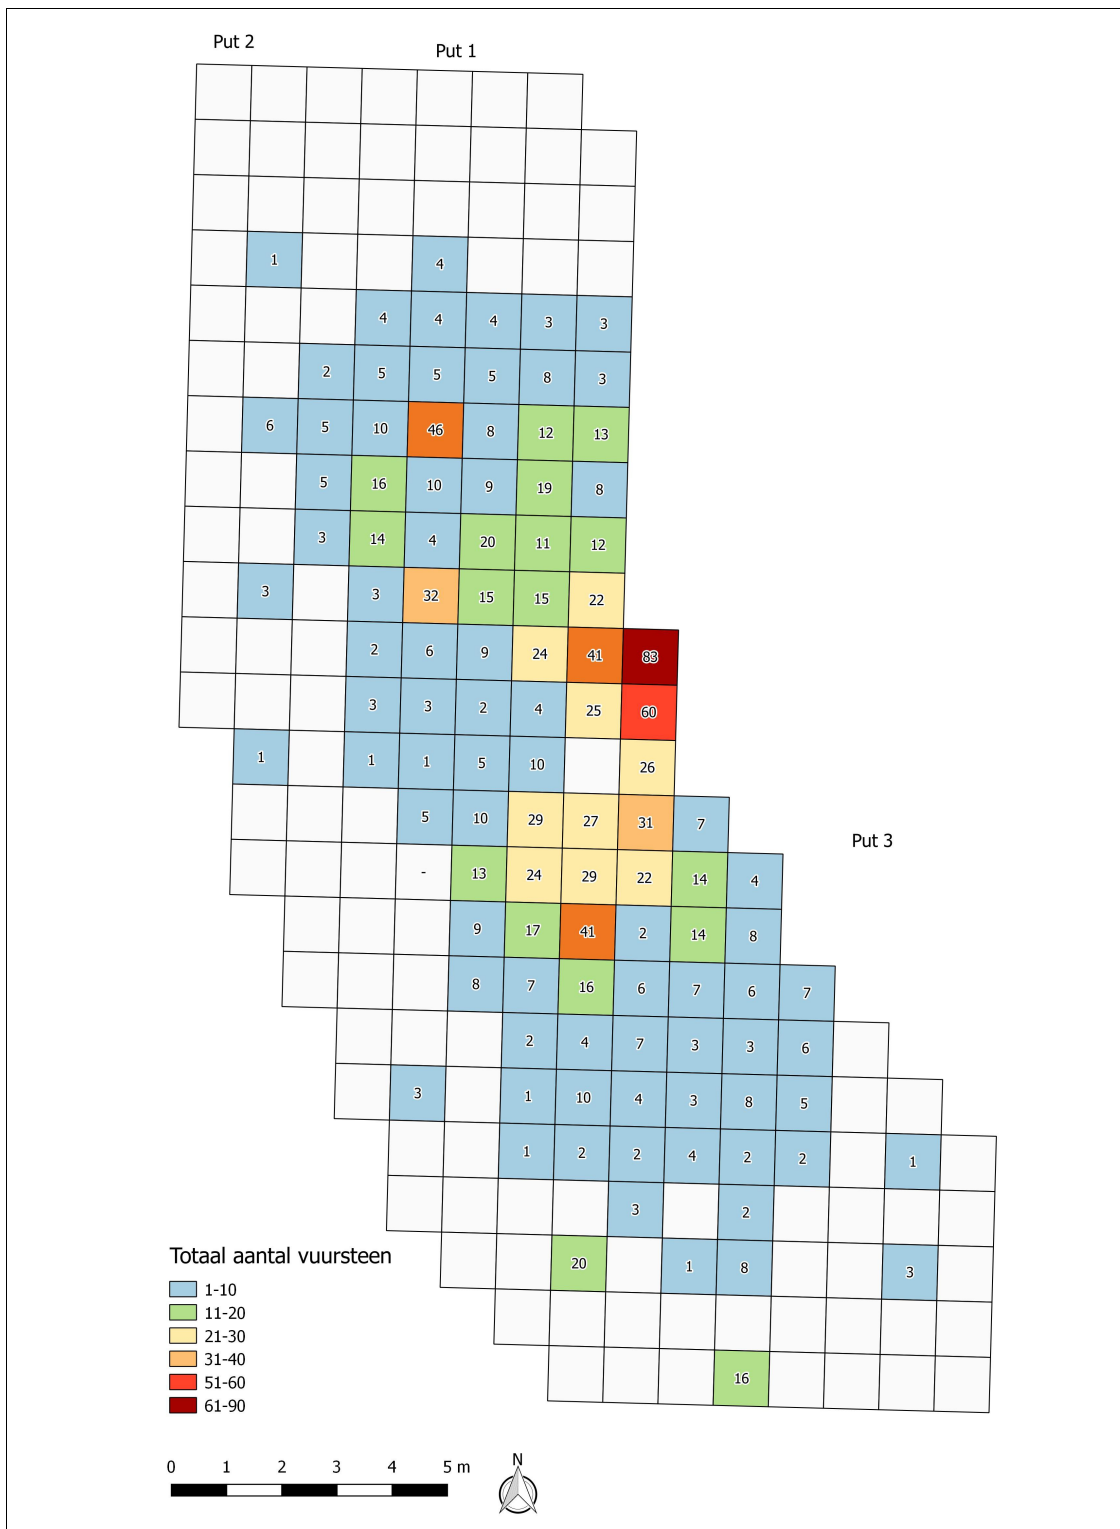 Put 2
Put 1
1 4
4 4 4 3 3
2 5 5 5 8 3
6 5 10 46 8 12 13
5 16 10 9 19 8
3 14 4 20 11 12
3 3 32 15 15 22
2 6 9 24 41 83
3 3 2 4 25 60
1 1 1 5 10 26
5 10 29 27 31 7
Put 3
- 13 24 29 22 14 4
9 17 41 2 14 8
8 7 16 6 7 6 7
2 4 7 3 3 6
3 1 10 4 3 8 5
1 2 2 4 2 2 1
3 2
20 1 8 3
16
Totaal aantal vuursteen
1-10
11-20
21-30
31-40
51-60
61-90
0 1 2 3 4 5 m
N